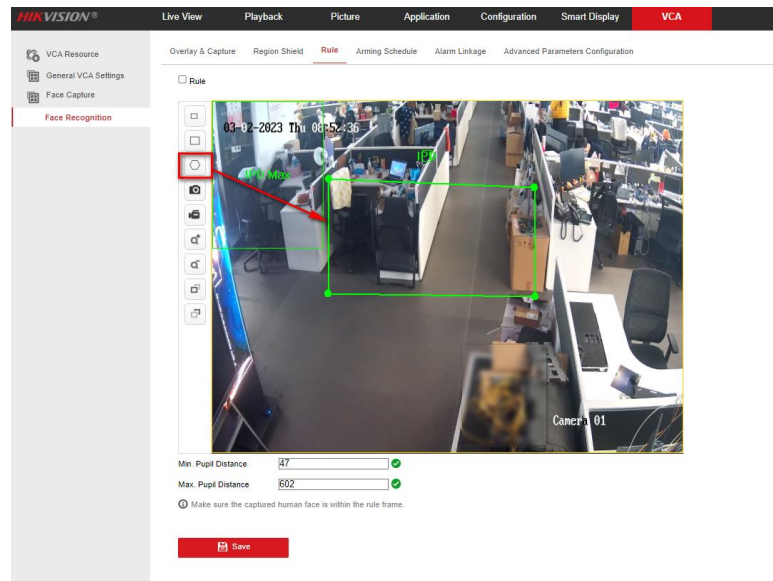 HIKVISION® Live View Playback Picture Application Configuration Smart Display VCA
VCA Resource
General VCA Settings
Face Capture
Face Recognition
Overlay & Capture Region Shield Rule Arming Schedule Alarm Linkage Advanced Parameters Configuration
Rule
03-02-2023 Thu 08:52:36
IPD
IPD Max
Camera 01
Min. Pupil Distance 47
Max. Pupil Distance 602
Make sure the captured human face is within the rule frame.
Save